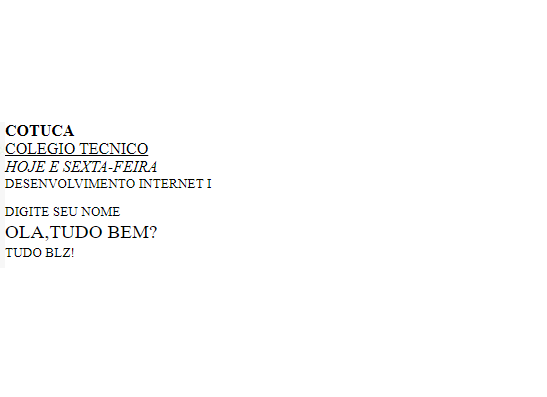 COTUCA
COLEGIO TECNICO
HOJE E SEXTA-FEIRA
DESENVOLVIMENTO INTERNET I
DIGITE SEU NOME
OLA,TUDO BEM?
TUDO BLZ!